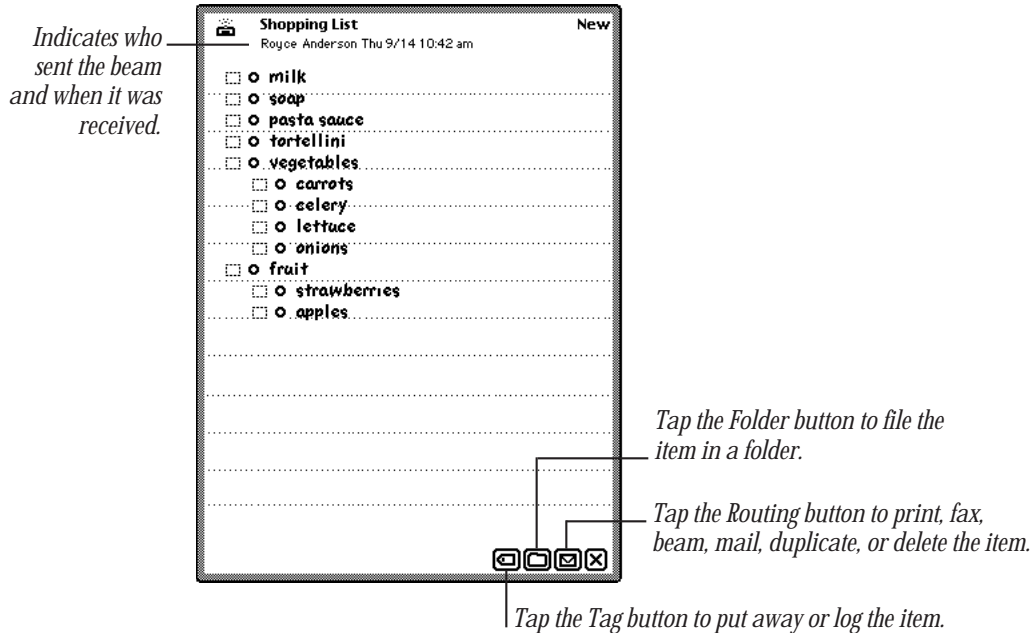 Shopping List New
Royce Anderson Thu 9/14 10:42 am
Indicates who
sent the beam
and when it was
received.
milk
soap
pasta sauce
tortellini
vegetables
carrots
celery
lettuce
onions
fruit
strawberries
apples
Tap the Folder button to file the
item in a folder.
Tap the Routing button to print, fax,
beam, mail, duplicate, or delete the item.
Tap the Tag button to put away or log the item.